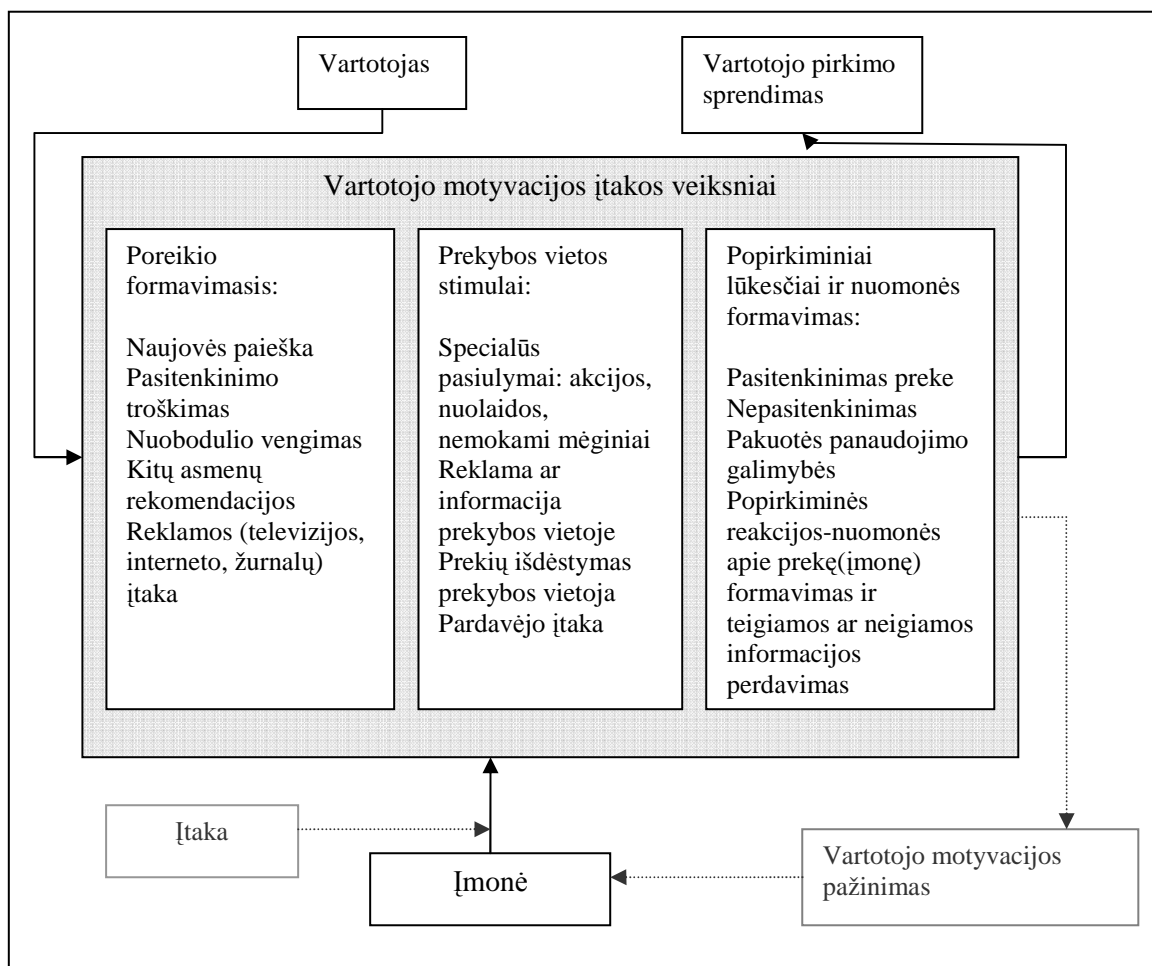 Vartotojas
Vartotojo pirkimo
sprendimas
Vartotojo motyvacijos įtakos veiksniai
Poreikio
formavimasis:
Naujovės paieška
Pasitenkinimo
troškimas
Nuobodulio vengimas
Kitų asmenų
rekomendacijos
Reklamos (televizijos,
interneto, žurnalų)
įtaka
Prekybos vietos
stimulai:
Specialūs
pasiulymai: akcijos,
nuolaidos,
nemokami mėginiai
Reklama ar
informacija
prekybos vietoje
Prekių išdėstymas
prekybos vietoja
Pardavėjo įtaka
Popirkiminiai
lūkesčiai ir nuomonės
formavimas:
Pasitenkinimas preke
Nepasitenkinimas
Pakuotės panaudojimo
galimybės
Popirkiminės
reakcijos-nuomonės
apie prekę(įmonę)
formavimas ir
teigiamos ar neigiamos
informacijos
perdavimas
Įtaka
Įmonė
Vartotojo motyvacijos
pažinimas